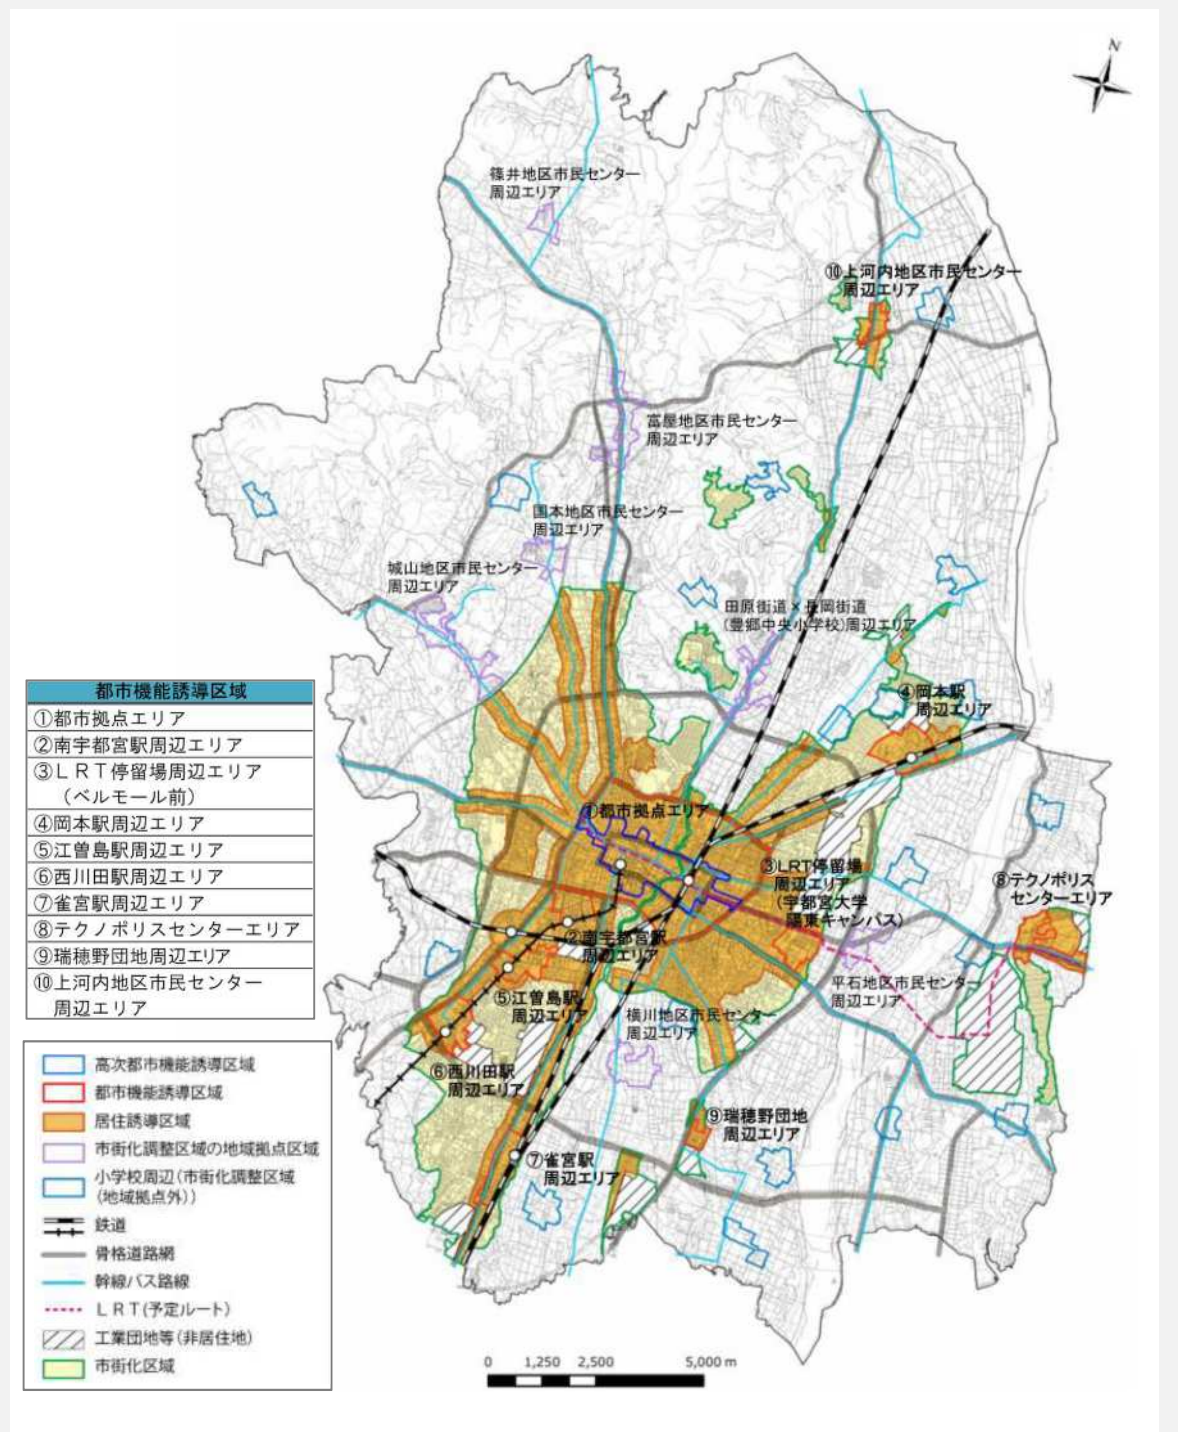 N
篠井地区市民センター
周辺エリア
⑩上河内地区市民センター
周辺エリア
富屋地区市民センター
周辺エリア
国本地区市民センター
周辺エリア
城山地区市民センター
周辺エリア
田原街道×長岡街道
(豊郷中央小学校)周辺エリア
④岡本駅
周辺エリア
①都市拠点エリア
③LRT停留場
周辺エリア
(宇都宮大学
陽東キャンパス)
⑧テクノポリス
センターエリア
②南宇都宮駅
周辺エリア
平石地区市民センター
周辺エリア
⑤江曽島駅
周辺エリア
横川地区市民センター
周辺エリア
⑥西川田駅
周辺エリア
⑨瑞穂野団地
周辺エリア
⑦雀宮駅
周辺エリア
都市機能誘導区域
①都市拠点エリア
②南宇都宮駅周辺エリア
③ＬＲＴ停留場周辺エリア
（ベルモール前）
④岡本駅周辺エリア
⑤江曽島駅周辺エリア
⑥西川田駅周辺エリア
⑦雀宮駅周辺エリア
⑧テクノポリスセンターエリア
⑨瑞穂野団地周辺エリア
⑩上河内地区市民センター
周辺エリア
高次都市機能誘導区域
都市機能誘導区域
居住誘導区域
市街化調整区域の地域拠点区域
小学校周辺(市街化調整区域
(地域拠点外))
鉄道
骨格道路網
幹線バス路線
ＬＲＴ(予定ルート)
工業団地等(非居住地)
市街化区域
0 1,250 2,500 5,000 m